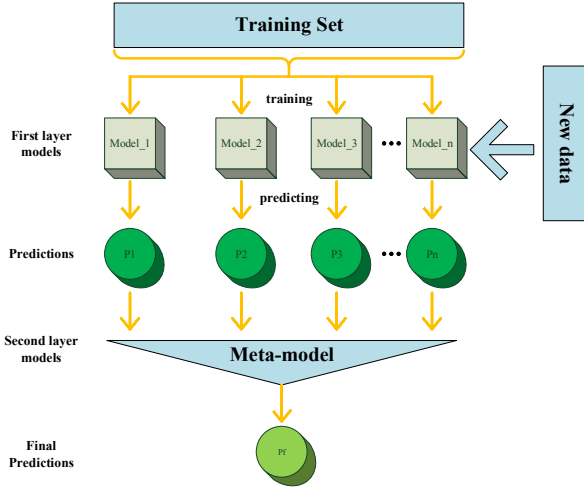 Training Set
training
First layer
models
Model_1
Model_2
Model_3
Model_n
New data
predicting
Predictions
P1
P2
P3
Pn
Second layer
models
Meta-model
Final
Predictions
Pf